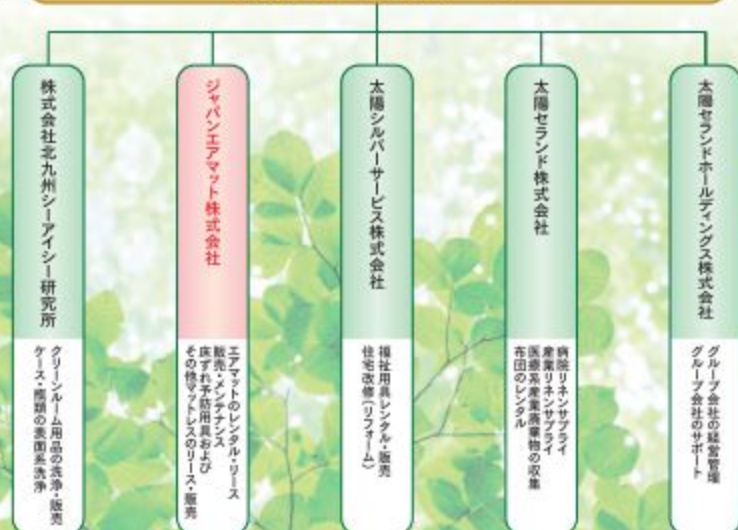 太陽セランドホールディングス株式会社
グループ会社の経営管理
グループ会社のサポート
太陽セランド株式会社
病院リネンサプライ
産業リネンサプライ
医療系産業廃棄物の収集
布団のレンタル
太陽シルバーサービス株式会社
福祉用具レンタル・販売
住宅改修(リフォーム)
ジャパンエアマット株式会社
エアマットのレンタル・リース
販売・メンテナンス
床ずれ予防用具および
その他マットレスのリース・販売
株式会社北九州シーアイシー研究所
クリーンルーム用品の洗浄・販売
ケース・瓶類の表面系洗浄